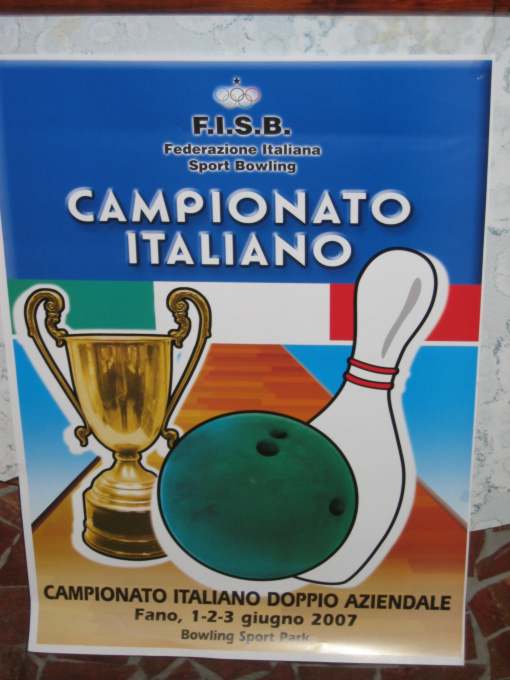 F.I.S.B.
Federazione Italiana
Sport Bowling
CAMPIONATO
ITALIANO
CAMPIONATO ITALIANO DOPPIO AZIENDALE
Fano, 1-2-3 giugno 2007
Bowling Sport Park